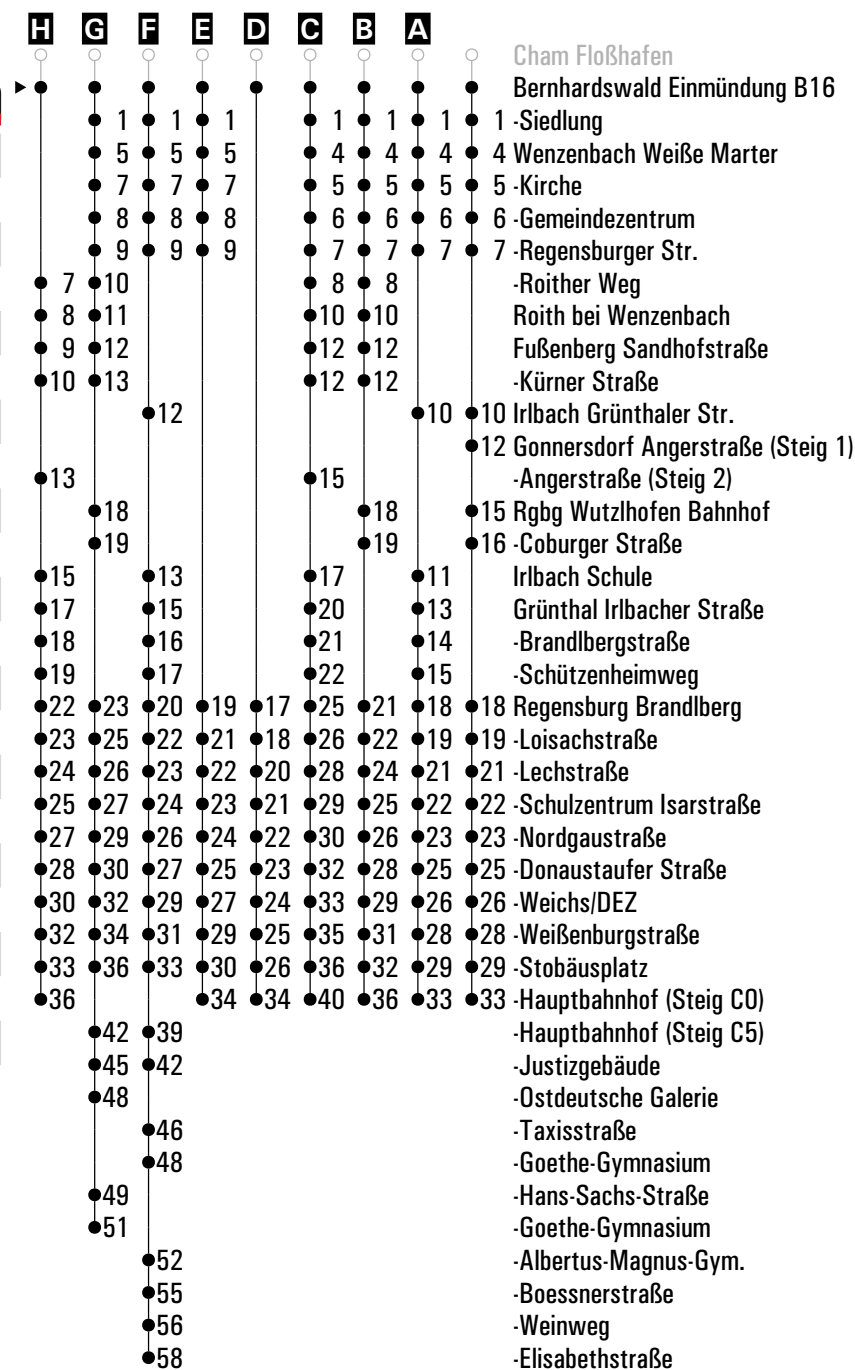 H G F E D C B A
Cham Floßhafen
Bernhardswald Einmündung B16
1 1 1 1 1 1 1 -Siedlung
5 5 5 4 4 4 4 Wenzenbach Weiße Marter
7 7 7 5 5 5 5 -Kirche
8 8 8 6 6 6 6 -Gemeindezentrum
9 9 9 7 7 7 7 -Regensburger Str.
7 10 8 8 -Roither Weg
8 11 10 10 Roith bei Wenzenbach
9 12 12 12 Fußenberg Sandhofstraße
10 13 12 12 -Kürner Straße
12 10 10 Irlbach Grünthaler Str.
12 Gonnersdorf Angerstraße (Steig 1)
13 15 -Angerstraße (Steig 2)
18 18 15 Rgbg Wutzlhofen Bahnhof
19 19 16 -Coburger Straße
15 13 17 11 Irlbach Schule
17 15 20 13 Grünthal Irlbacher Straße
18 16 21 14 -Brandlbergstraße
19 17 22 15 -Schützenheimweg
22 23 20 19 17 25 21 18 18 Regensburg Brandlberg
23 25 22 21 18 26 22 19 19 -Loisachstraße
24 26 23 22 20 28 24 21 21 -Lechstraße
25 27 24 23 21 29 25 22 22 -Schulzentrum Isarstraße
27 29 26 24 22 30 26 23 23 -Nordgaustraße
28 30 27 25 23 32 28 25 25 -Donaustaufer Straße
30 32 29 27 24 33 29 26 26 -Weichs/DEZ
32 34 31 29 25 35 31 28 28 -Weißenburgstraße
33 36 33 30 26 36 32 29 29 -Stobäusplatz
36 34 34 40 36 33 33 -Hauptbahnhof (Steig C0)
42 39 -Hauptbahnhof (Steig C5)
45 42 -Justizgebäude
48 -Ostdeutsche Galerie
46 -Taxisstraße
48 -Goethe-Gymnasium
49 -Hans-Sachs-Straße
51 -Goethe-Gymnasium
52 -Albertus-Magnus-Gym.
55 -Boessnerstraße
56 -Weinweg
58 -Elisabethstraße